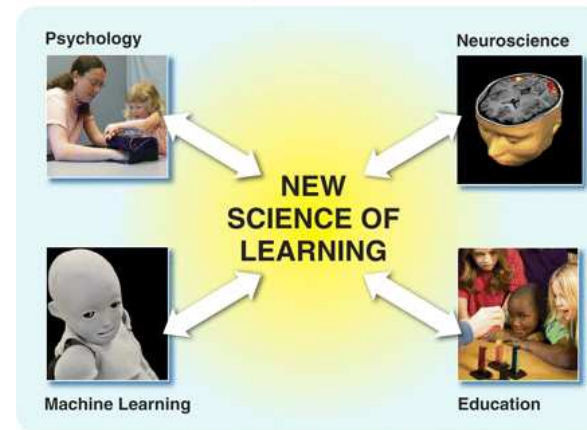 Psychology
Neuroscience
NEW
SCIENCE OF
LEARNING
Machine Learning
Education